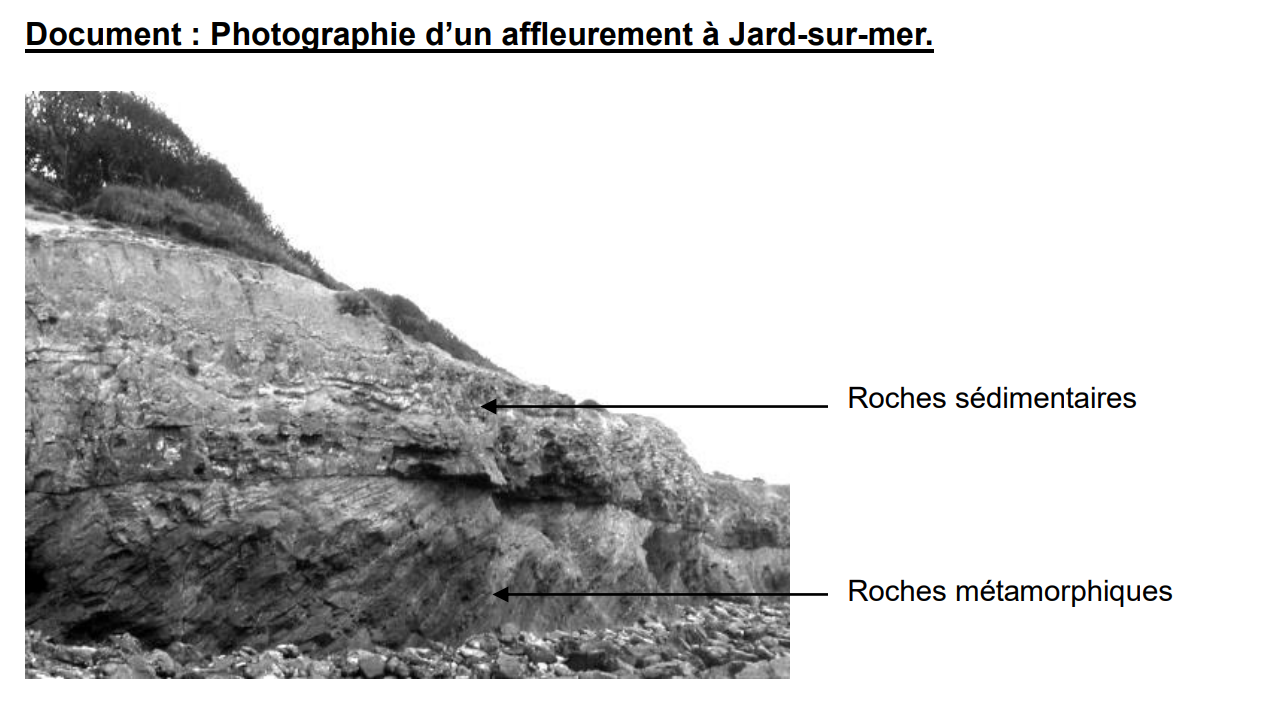 Document : Photographie d’un affleurement à Jard-sur-mer.
Roches sédimentaires
Roches métamorphiques